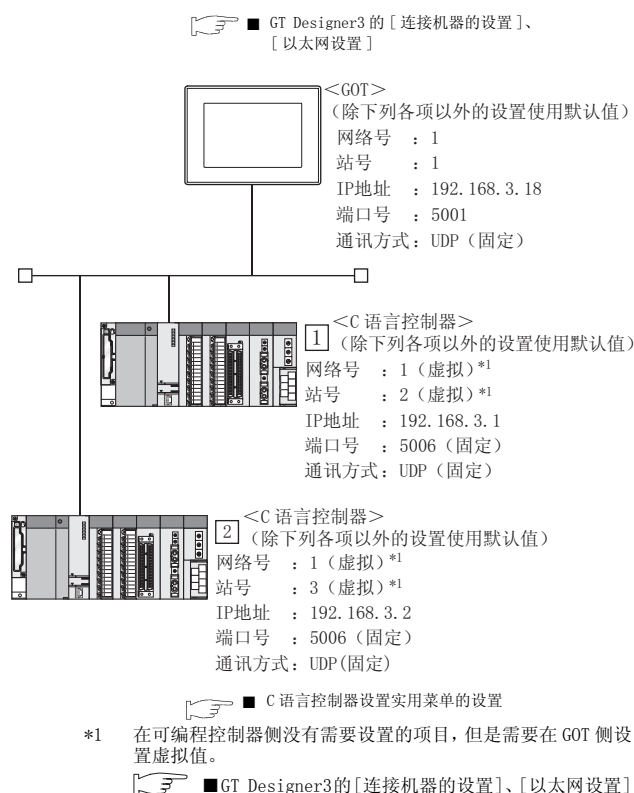 ■ GT Designer3 的 [ 连接机器的设置 ]、
[ 以太网设置 ]
＜GOT＞
（除下列各项以外的设置使用默认值）
网络号 ：1
站号 ：1
IP地址 ：192.168.3.18
端口号 ：5001
通讯方式：UDP（固定）
1 ＜C 语言控制器＞
（除下列各项以外的设置使用默认值）
网络号 ：1（虚拟）*1
站号 ：2（虚拟）*1
IP地址 ：192.168.3.1
端口号 ：5006（固定）
通讯方式：UDP（固定）
2 ＜C 语言控制器＞
（除下列各项以外的设置使用默认值）
网络号 ：1（虚拟）*1
站号 ：3（虚拟）*1
IP地址 ：192.168.3.2
端口号 ：5006（固定）
通讯方式：UDP(固定)
■ C 语言控制器设置实用菜单的设置
*1 在可编程控制器侧没有需要设置的项目，但是需要在 GOT 侧设
置虚拟值。
■GT Designer3的[连接机器的设置]、[以太网设置]